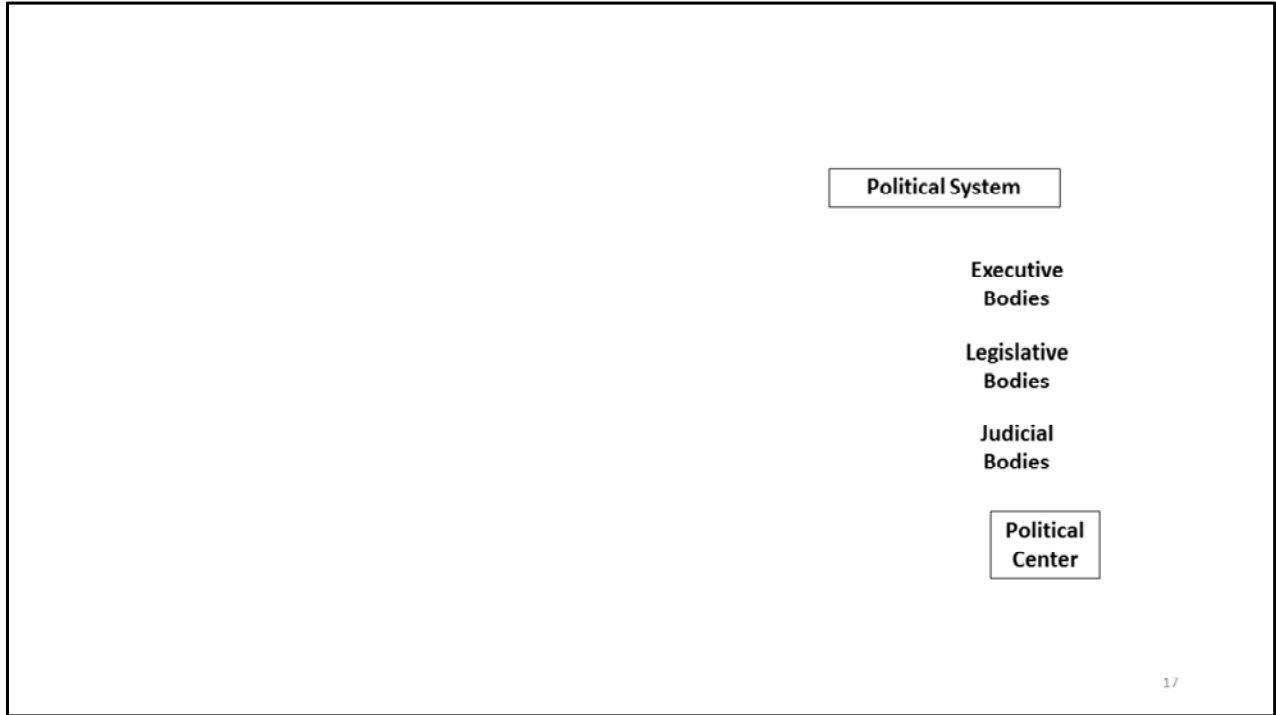 Political System
Executive
Bodies
Legislative
Bodies
Judicial
Bodies
Political
Center
17